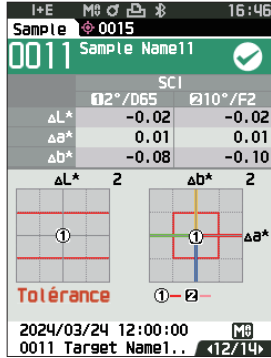 I+E M 16:46
Sample 0015
0011 Sample Name11
SCI
1 2°/D65 2 10°/F2
ΔL* -0.02 -0.02
Δa* 0.01 0.01
Δb* -0.08 -0.10
ΔL* 2 Δb* 2
① ① Δa*
Tolérance ①- 2-
2024/03/24 12:00:00 M
0011 Target Name1.. 12/14